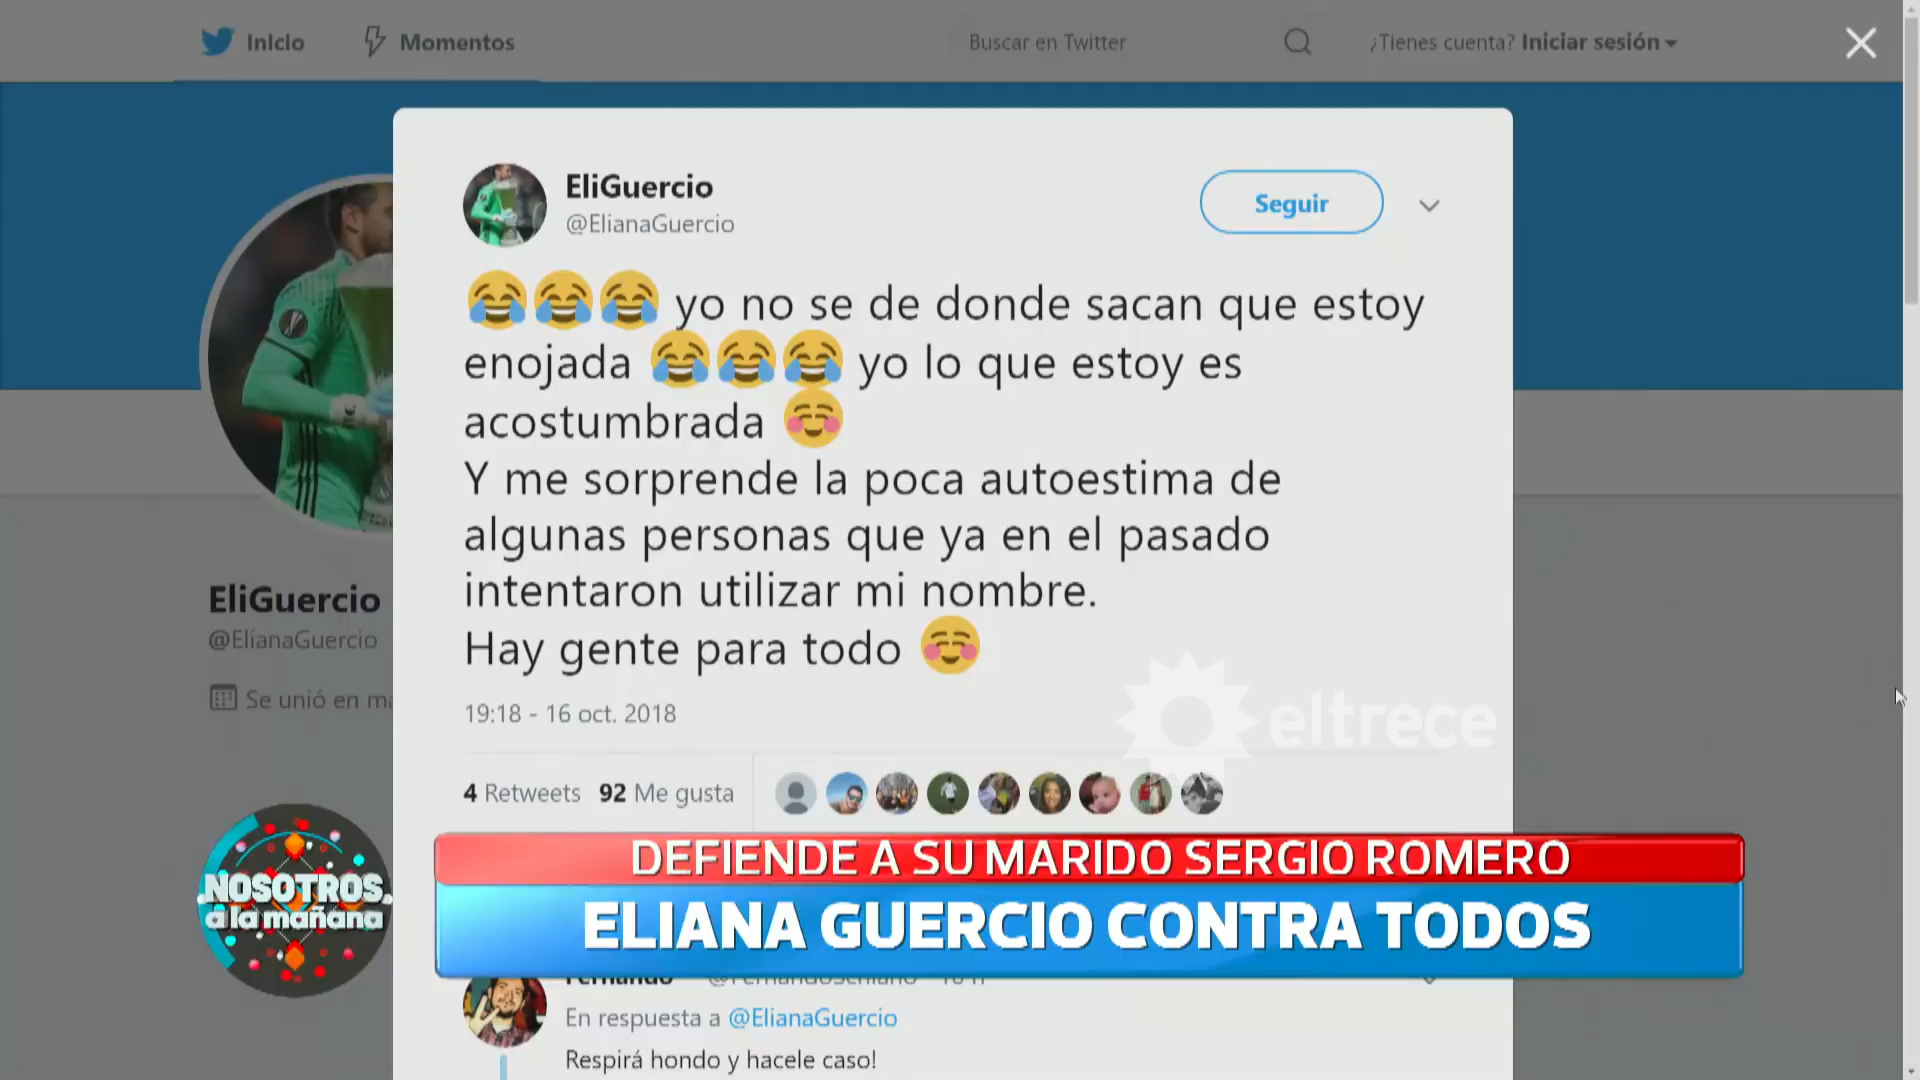 Inicio
Momentos
Buscar en Twitter
¿Tienes cuenta? Iniciar sesión
EliGuercio
@ElianaGuercio
Seguir
😂😂😂 yo no se de donde sacan que estoy
enojada 😂😂😂 yo lo que estoy es
acostumbrada ☺️
Y me sorprende la poca autoestima de
algunas personas que ya en el pasado
intentaron utilizar mi nombre.
Hay gente para todo ☺️
19:18 - 16 oct. 2018
4 Retweets 92 Me gusta
EliGuercio
@ElianaGuercio
Se unió en
eltrece
NOSOTROS
a la mañana
DEFIENDE A SU MARIDO SERGIO ROMERO
ELIANA GUERCIO CONTRA TODOS
Fernando
En respuesta a @ElianaGuercio
Respirá hondo y hacele caso!